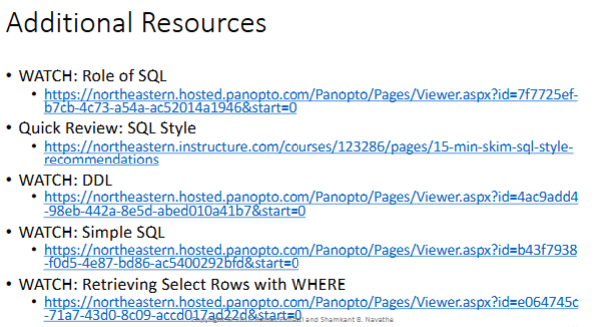 Additional Resources
• WATCH: Role of SQL
• https://northeastern.hosted.panopto.com/Panopto/Pages/Viewer.aspx?id=7f7725ef-
b7cb-4c73-a54a-ac52014a1946&start=0
• Quick Review: SQL Style
• https://northeastern.instructure.com/courses/123286/pages/15-min-skim-sql-style-
recommendations
• WATCH: DDL
• https://northeastern.hosted.panopto.com/Panopto/Pages/Viewer.aspx?id=4ac9add4
-98eb-442a-8e5d-abed010a41b7&start=0
• WATCH: Simple SQL
• https://northeastern.hosted.panopto.com/Panopto/Pages/Viewer.aspx?id=b43f7938
-f0d5-4e87-bd86-ac5400292bfd&start=0
• WATCH: Retrieving Select Rows with WHERE
• https://northeastern.hosted.panopto.com/Panopto/Pages/Viewer.aspx?id=e064745c
-71a7-43d0-8c09-accd017ad22d&start=0
and Shamkant B. Navathe